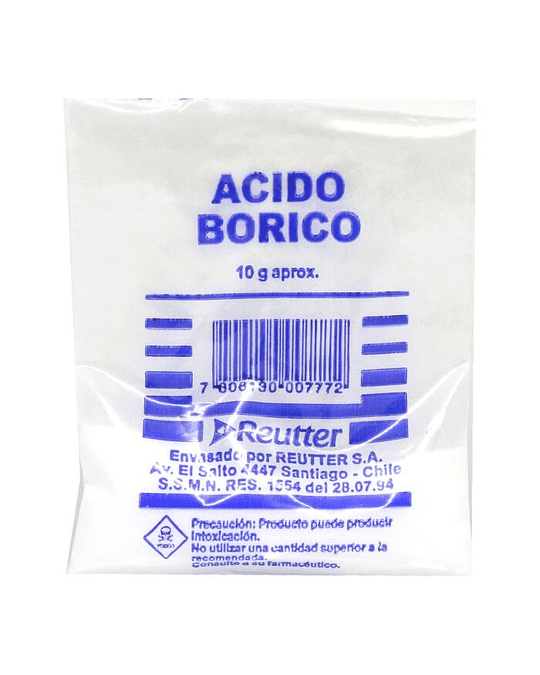 ACIDO
BORICO
10 g aprox.
7 806130 007772
Reutter
Envasado por REUTTER S.A.
Av. El Salto 4447 Santiago - Chile
S.S.M.N. RES. 1554 del 28.07.94
Precaución: Producto puede producir
Intoxicación.
No utilizar una cantidad superior a la
recomendada.
Consulte a su farmacéutico.